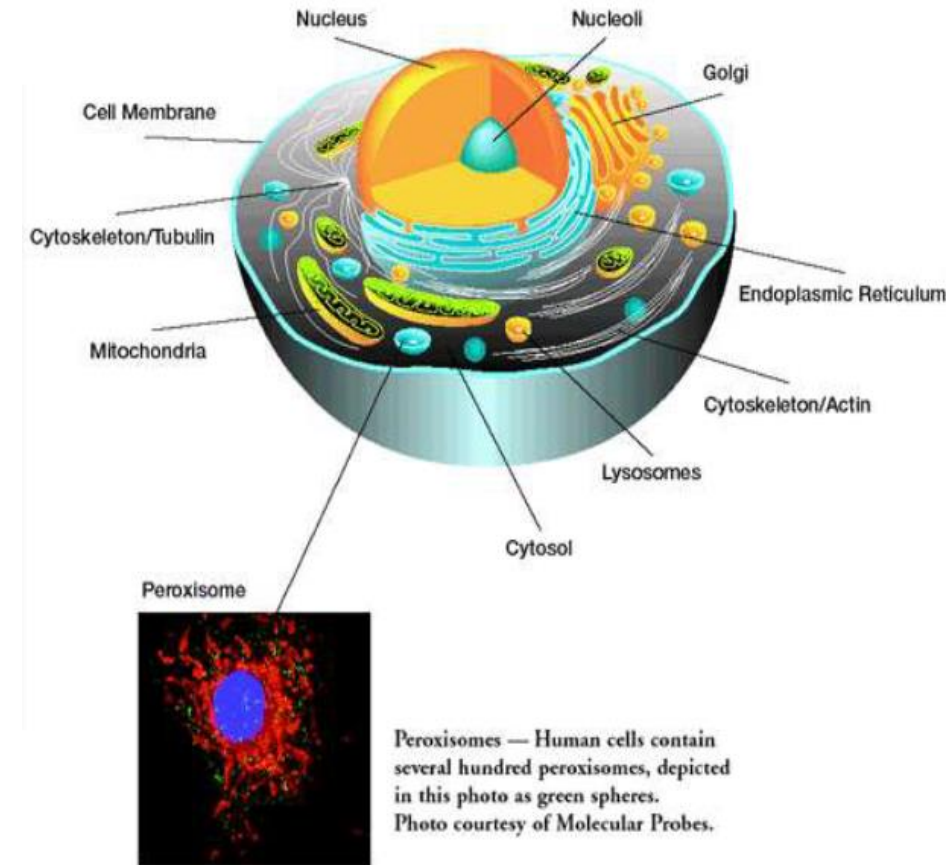 Nucleus
Nucleoli
Golgi
Cell Membrane
Cytoskeleton/Tubulin
Endoplasmic Reticulum
Mitochondria
Cytoskeleton/Actin
Lysosomes
Cytosol
Peroxisome
Peroxisomes — Human cells contain
several hundred peroxisomes, depicted
in this photo as green spheres.
Photo courtesy of Molecular Probes.